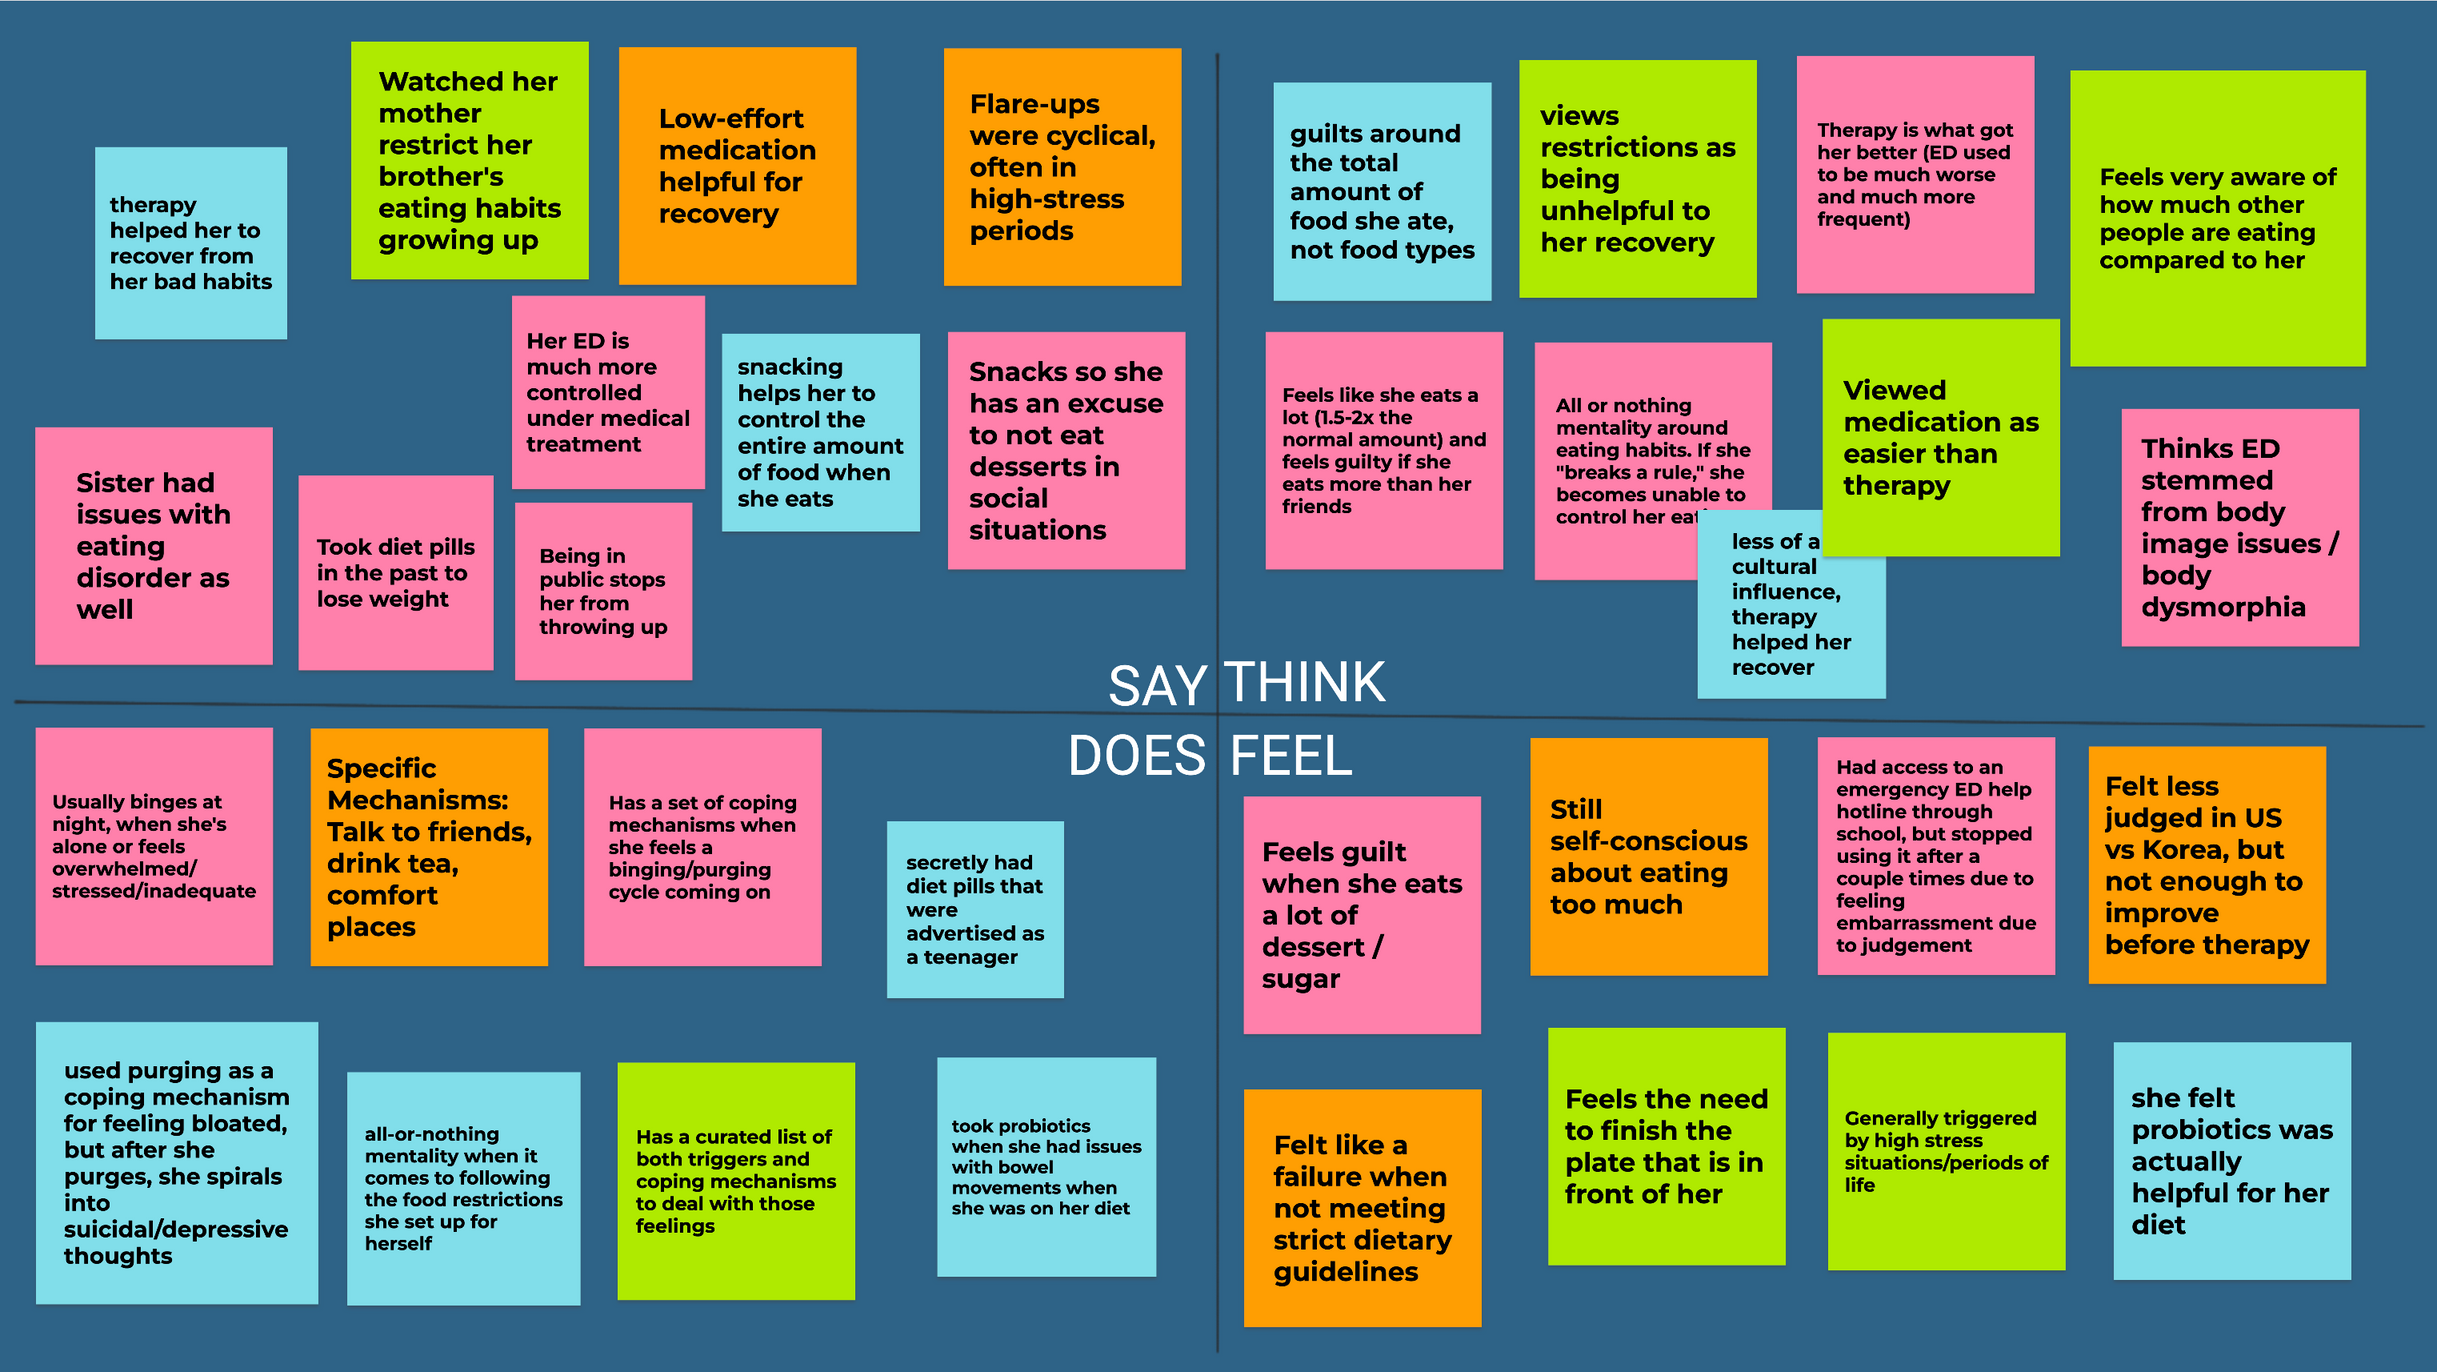 therapy
helped her to
recover from
her bad habits
Watched her
mother
restrict her
brother's
eating habits
growing up
Low-effort
medication
helpful for
recovery
Flare-ups
were cyclical,
often in
high-stress
periods
Her ED is
much more
controlled
under medical
treatment
snacking
helps her to
control the
entire amount
of food when
she eats
Snacks so she
has an excuse
to not eat
desserts in
social
situations
Sister had
issues with
eating
disorder as
well
Took diet pills
in the past to
lose weight
Being in
public stops
her from
throwing up
SAY
guilts around
the total
amount of
food she ate,
not food types
views
restrictions as
being
unhelpful to
her recovery
Therapy is what got
her better (ED used
to be much worse
and much more
frequent)
Feels very aware of
how much other
people are eating
compared to her
Feels like she eats a
lot (1.5-2x the
normal amount) and
feels guilty if she
eats more than her
friends
All or nothing
mentality around
eating habits. If she
"breaks a rule," she
becomes unable to
control her
less of a
cultural
influence,
therapy
helped her
recover
Viewed
medication as
easier than
therapy
Thinks ED
stemmed
from body
image issues /
body
dysmorphia
THINK
DOES
Usually binges at
night, when she's
alone or feels
overwhelmed/
stressed/inadequate
Specific
Mechanisms:
Talk to friends,
drink tea,
comfort
places
Has a set of coping
mechanisms when
she feels a
binging/purging
cycle coming on
secretly had
diet pills that
were
advertised as
a teenager
used purging as a
coping mechanism
for feeling bloated,
but after she
purges, she spirals
into
suicidal/depressive
thoughts
all-or-nothing
mentality when it
comes to following
the food restrictions
she set up for
herself
Has a curated list of
both triggers and
coping mechanisms
to deal with those
feelings
took probiotics
when she had issues
with bowel
movements when
she was on her diet
FEEL
Feels guilt
when she eats
a lot of
dessert /
sugar
Still
self-conscious
about eating
too much
Had access to an
emergency ED help
hotline through
school, but stopped
using it after a
couple times due to
feeling
embarrassment due
to judgement
Felt less
judged in US
vs Korea, but
not enough to
improve
before therapy
Felt like a
failure when
not meeting
strict dietary
guidelines
Feels the need
to finish the
plate that is in
front of her
Generally triggered
by high stress
situations/periods of
life
she felt
probiotics was
actually
helpful for her
diet